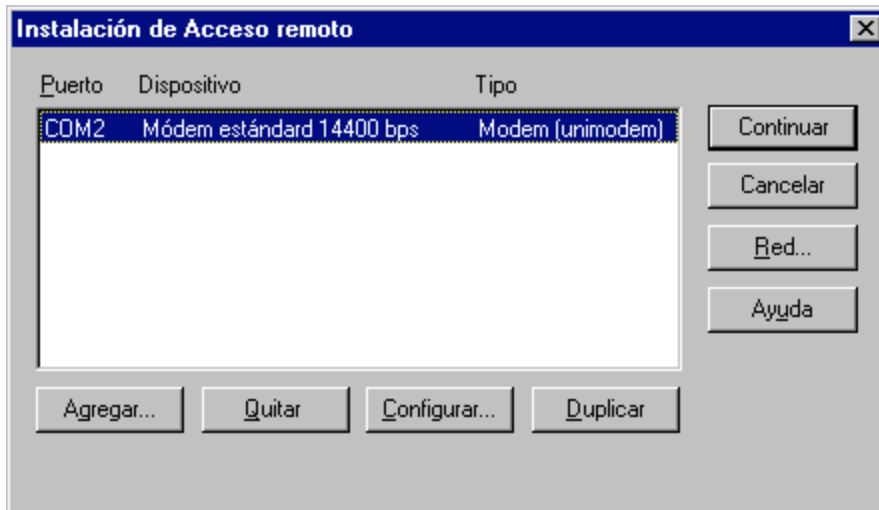 Instalación de Acceso remoto
Puerto Dispositivo Tipo
COM2 Módem estándard 14400 bps Modem (unimodem)
Continuar
Cancelar
Red...
Ayuda
Agregar... Quitar Configurar... Duplicar